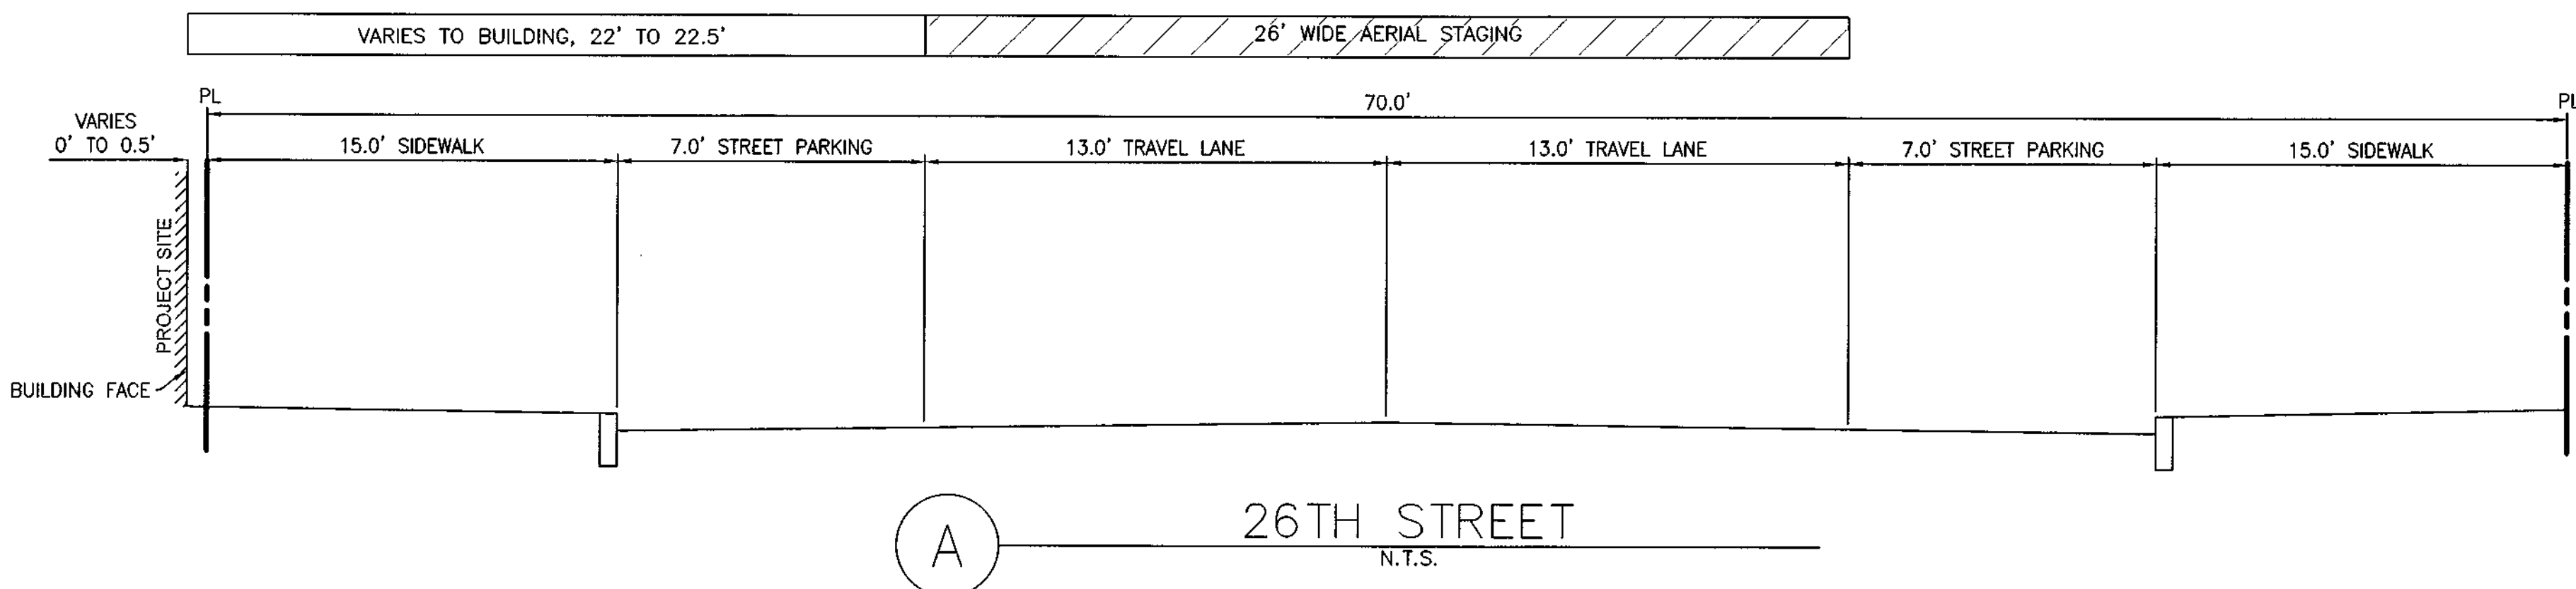 VARIES TO BUILDING, 22' TO 22.5'
26' WIDE AERIAL STAGING
PL
70.0'
PL
VARIES
0' TO 0.5'
15.0' SIDEWALK
7.0' STREET PARKING
13.0' TRAVEL LANE
13.0' TRAVEL LANE
7.0' STREET PARKING
15.0' SIDEWALK
PROJECT SITE
BUILDING FACE
A
26TH STREET
N.T.S.